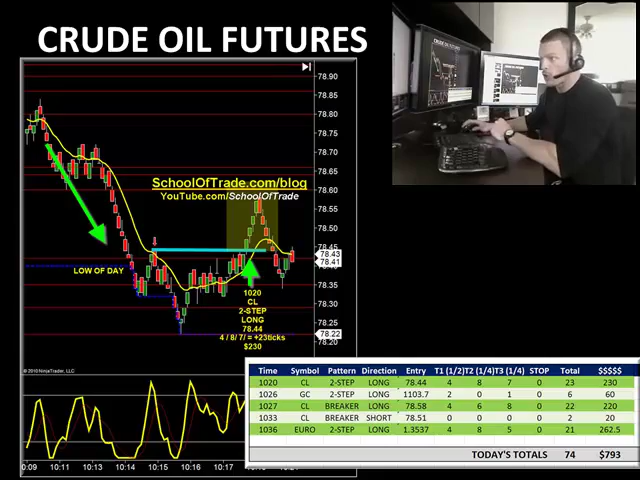 CRUDE OIL FUTURES
78.90
78.85
78.80
78.75
78.70
78.65
78.60
78.55
78.50
78.45
78.43
78.41
78.35
78.30
78.25
78.22
78.20
SchoolOfTrade.com/blog
YouTube.com/SchoolOfTrade
LOW OF DAY
1020
CL
2-STEP
LONG
78.44
4 / 8 / 7/ = +23ticks
$230
© 2010 NinjaTrader, LLC
0:09 10:11 10:13 10:14 10:15 10:16 10:17
Time Symbol Pattern Direction Entry T1 (1/2) T2 (1/4) T3 (1/4) STOP Total $$$$$
1020 CL 2-STEP LONG 78.44 4 8 7 0 23 230
1026 GC 2-STEP LONG 1103.7 2 0 1 0 6 60
1027 CL BREAKER LONG 78.58 4 6 8 0 22 220
1033 CL BREAKER SHORT 78.51 0 0 0 0 2 20
1036 EURO 2-STEP LONG 1.3537 4 8 5 0 21 262.5
TODAY'S TOTALS 74 $793